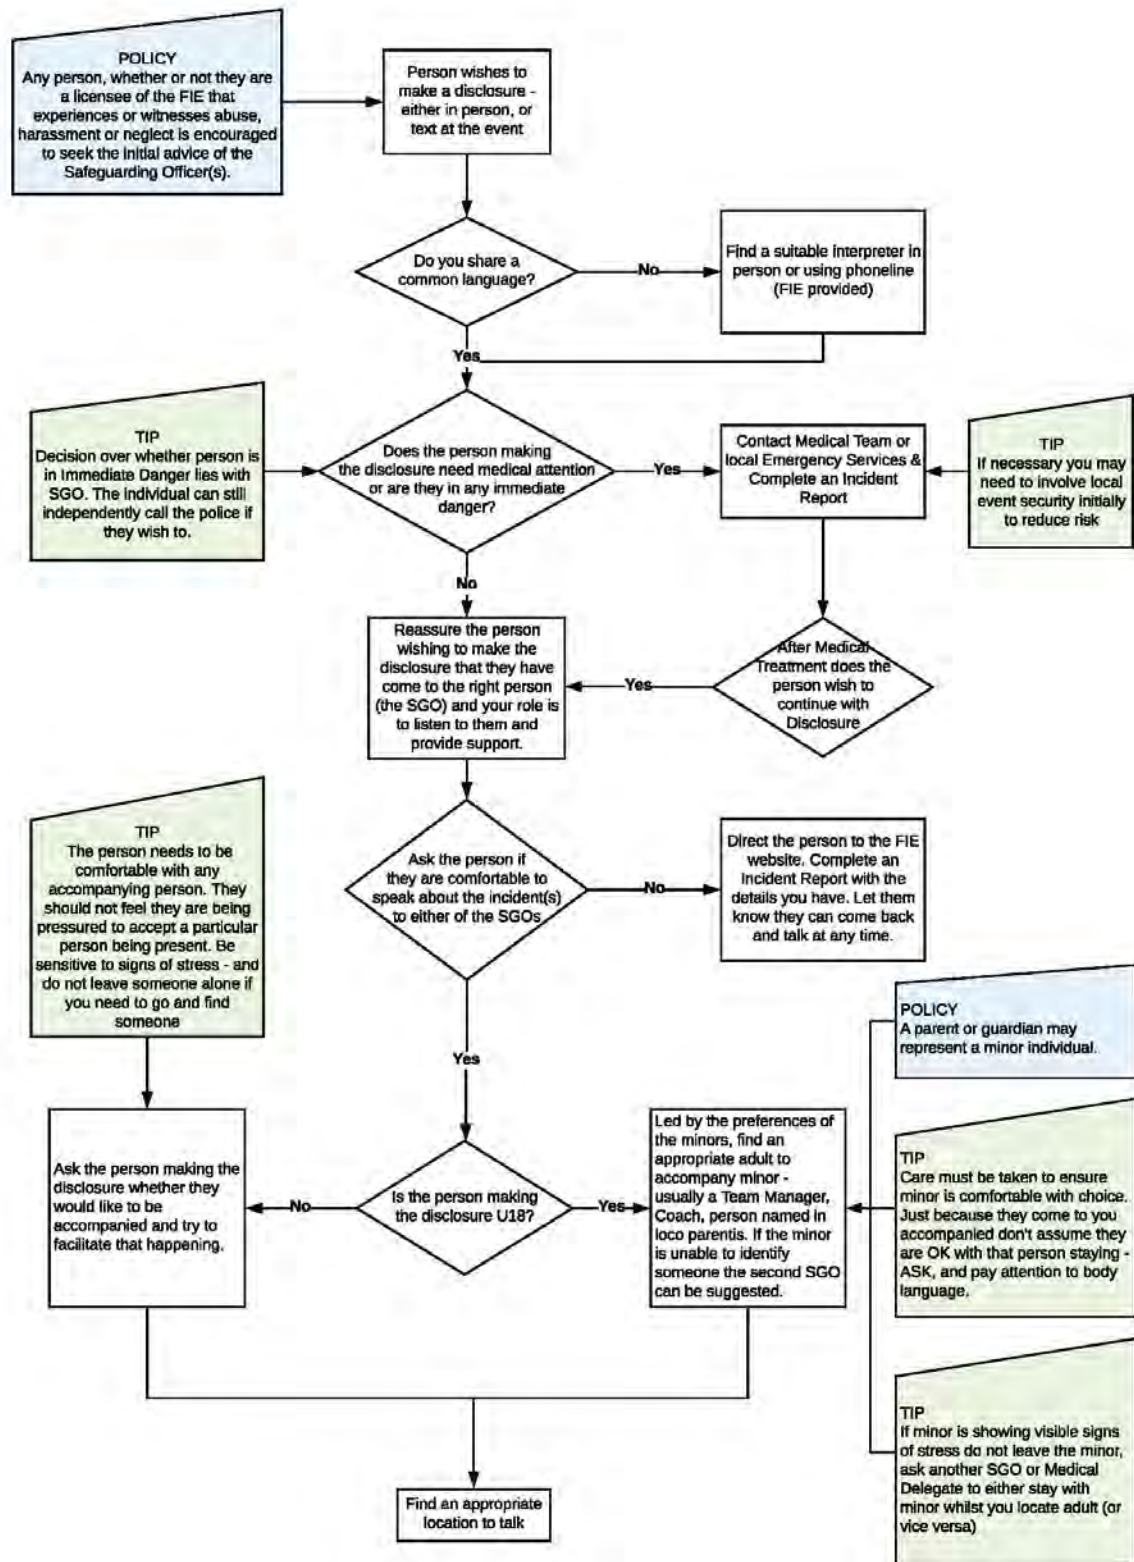 POLICY
Any person, whether or not they are
a licensee of the FIE that
experiences or witnesses abuse,
harassment or neglect is encouraged
to seek the initial advice of the
Safeguarding Officer(s).
Person wishes to
make a disclosure -
either in person, or
text at the event
Do you share a
common language?
No
Find a suitable interpreter in
person or using phoneline
(FIE provided)
Yes
TIP
Decision over whether person is
in Immediate Danger lies with
SGO. The individual can still
independently call the police if
they wish to.
Does the person making
the disclosure need medical attention
or are they in any immediate
danger?
Yes
Contact Medical Team or
local Emergency Services &
Complete an Incident
Report
TIP
If necessary you may
need to involve local
event security initially
to reduce risk
No
Reassure the person
wishing to make the
disclosure that they have
come to the right person
(the SGO) and your role is
to listen to them and
provide support.
Yes
After Medical
Treatment does the
person wish to
continue with
Disclosure
TIP
The person needs to be
comfortable with any
accompanying person. They
should not feel they are being
pressured to accept a particular
person being present. Be
sensitive to signs of stress - and
do not leave someone alone if
you need to go and find
someone
Ask the person if
they are comfortable to
speak about the incident(s)
to either of the SGOs
No
Direct the person to the FIE
website. Complete an
Incident Report with the
details you have. Let them
know they can come back
and talk at any time.
Yes
POLICY
A parent or guardian may
represent a minor individual.
Ask the person making the
disclosure whether they
would like to be
accompanied and try to
facilitate that happening.
No
Is the person making
the disclosure U18?
Yes
Led by the preferences of
the minors, find an
appropriate adult to
accompany minor -
usually a Team Manager,
Coach, person named in
loco parentis. If the minor
is unable to identify
someone the second SGO
can be suggested.
TIP
Care must be taken to ensure
minor is comfortable with choice.
Just because they come to you
accompanied don't assume they
are OK with that person staying -
ASK, and pay attention to body
language.
TIP
If minor is showing visible signs
of stress do not leave the minor,
ask another SGO or Medical
Delegate to either stay with
minor whilst you locate adult (or
vice versa)
Find an appropriate
location to talk